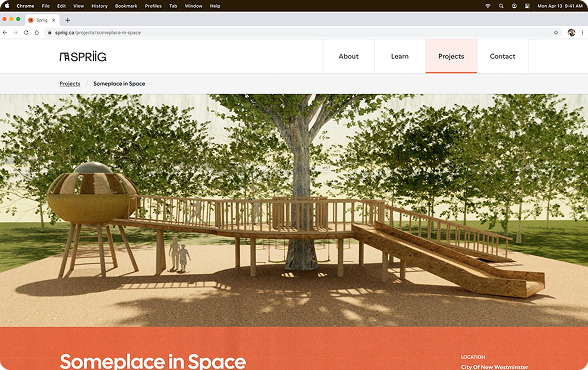 Chrome File Edit View History Bookmark Profiles Tab Window Help
Mon Apr 13 9:41 AM
Spriig
spriig.ca/projects/someplace-in-space
SPRIIG
About Learn Projects Contact
Projects / Someplace in Space
Someplace in Space
LOCATION
City Of New Westminster